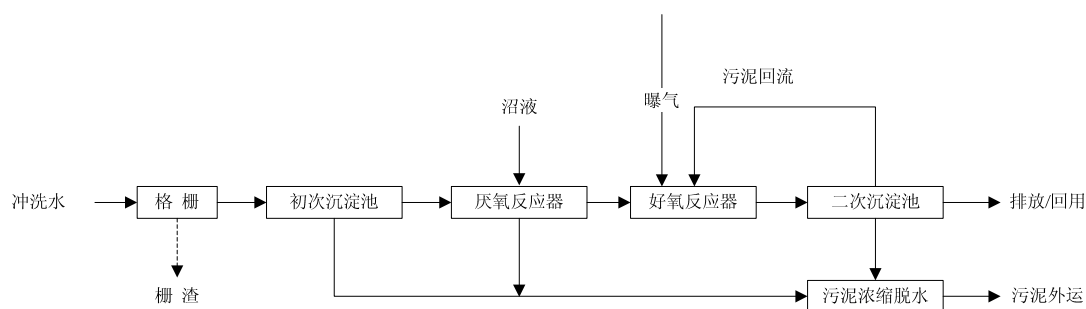 污泥回流
沼液
曝气
冲洗水
格 栅
初次沉淀池
厌氧反应器
好氧反应器
二次沉淀池
排放/回用
栅 渣
污泥浓缩脱水
污泥外运